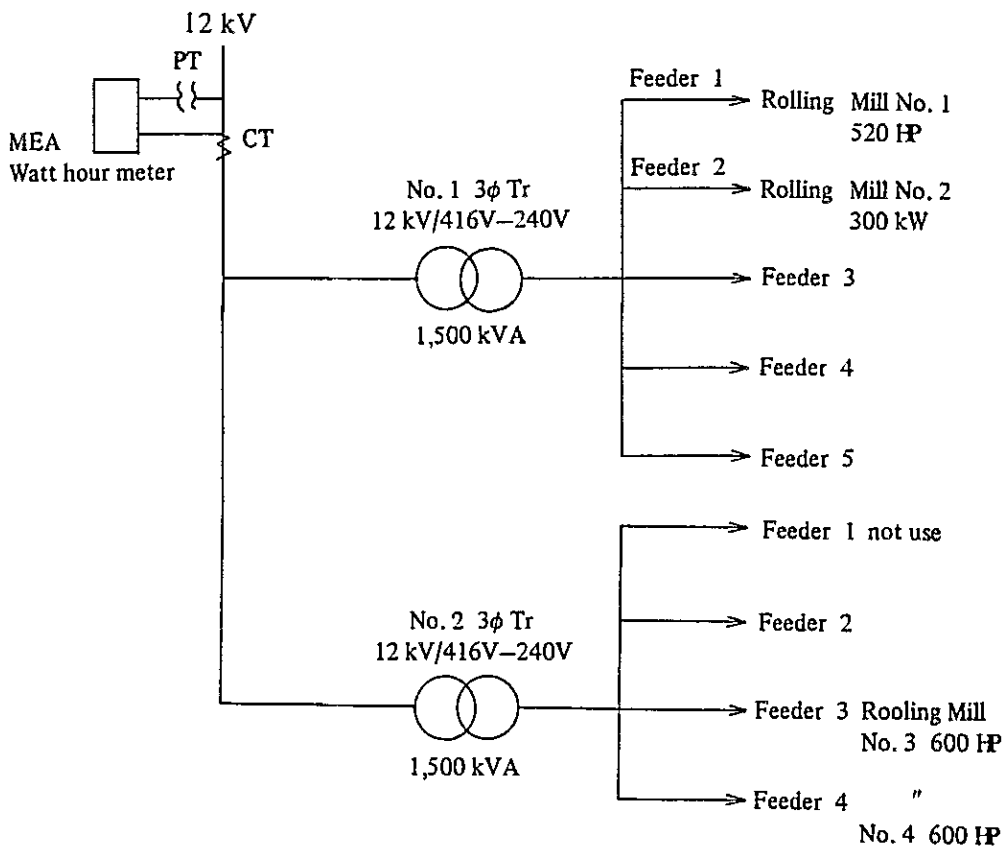 12 kV
PT
CT
MEA
Watt hour meter
No. 1 3φ Tr
12 kV/416V–240V
1,500 kVA
Feeder 1
Rolling Mill No. 1
520 HP
Feeder 2
Rolling Mill No. 2
300 kW
Feeder 3
Feeder 4
Feeder 5
No. 2 3φ Tr
12 kV/416V–240V
1,500 kVA
Feeder 1 not use
Feeder 2
Feeder 3 Rooling Mill
No. 3 600 HP
Feeder 4 "
No. 4 600 HP